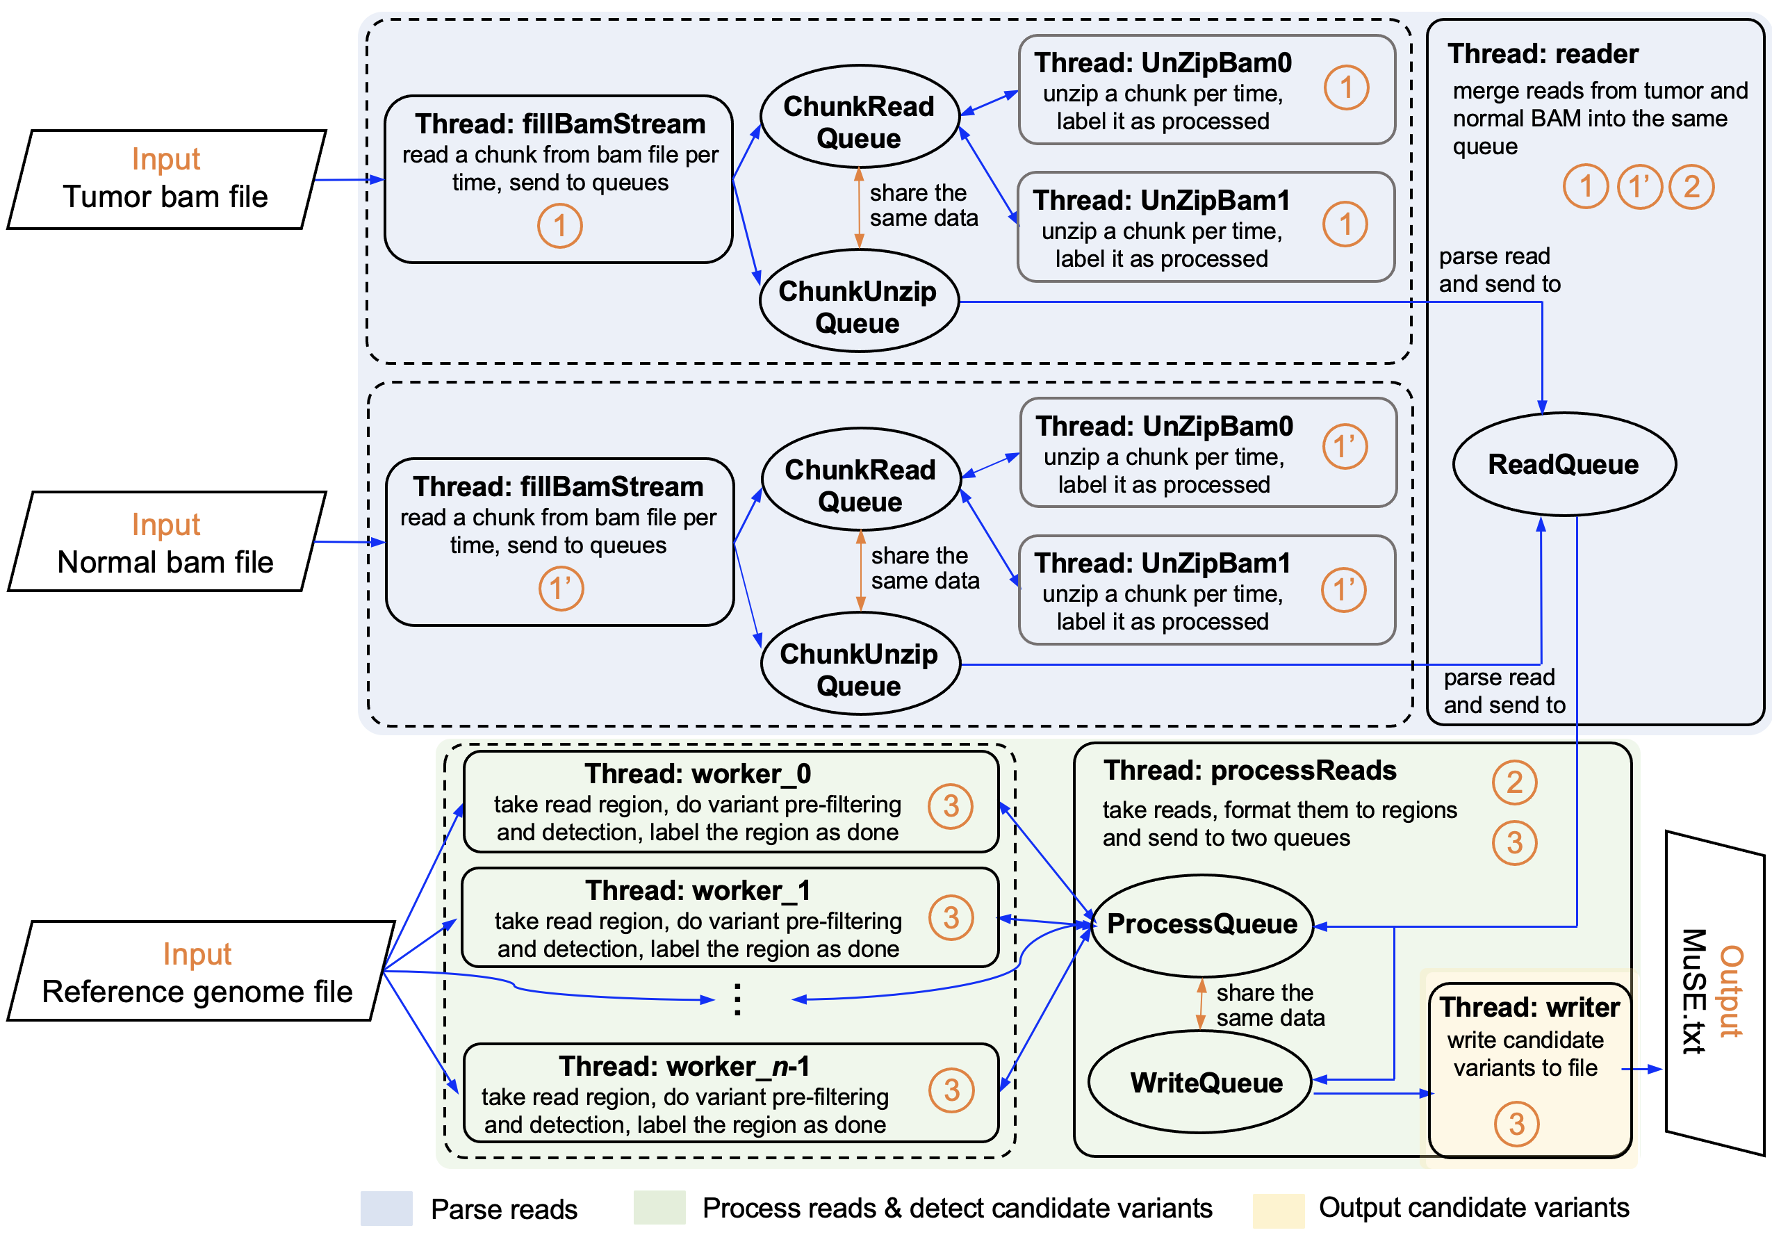 Input
Tumor bam file
Thread: fillBamStream
read a chunk from bam file per
time, send to queues
1
ChunkRead
Queue
share the
same data
ChunkUnzip
Queue
Thread: UnZipBam0
unzip a chunk per time,
label it as processed
1
Thread: UnZipBam1
unzip a chunk per time,
label it as processed
1
Thread: reader
merge reads from tumor and
normal BAM into the same
queue
1 1’ 2
parse read
and send to
ReadQueue
parse read
and send to
Input
Normal bam file
Thread: fillBamStream
read a chunk from bam file per
time, send to queues
1’
ChunkRead
Queue
share the
same data
ChunkUnzip
Queue
Thread: UnZipBam0
unzip a chunk per time,
label it as processed
1’
Thread: UnZipBam1
unzip a chunk per time,
label it as processed
1’
Input
Reference genome file
Thread: worker_0
take read region, do variant pre-filtering
and detection, label the region as done
3
Thread: worker_1
take read region, do variant pre-filtering
and detection, label the region as done
3
⋮
Thread: worker_n-1
take read region, do variant pre-filtering
and detection, label the region as done
3
Thread: processReads
take reads, format them to regions
and send to two queues
2
3
ProcessQueue
share the
same data
WriteQueue
Thread: writer
write candidate
variants to file
3
Output
MuSE.txt
Parse reads
Process reads & detect candidate variants
Output candidate variants